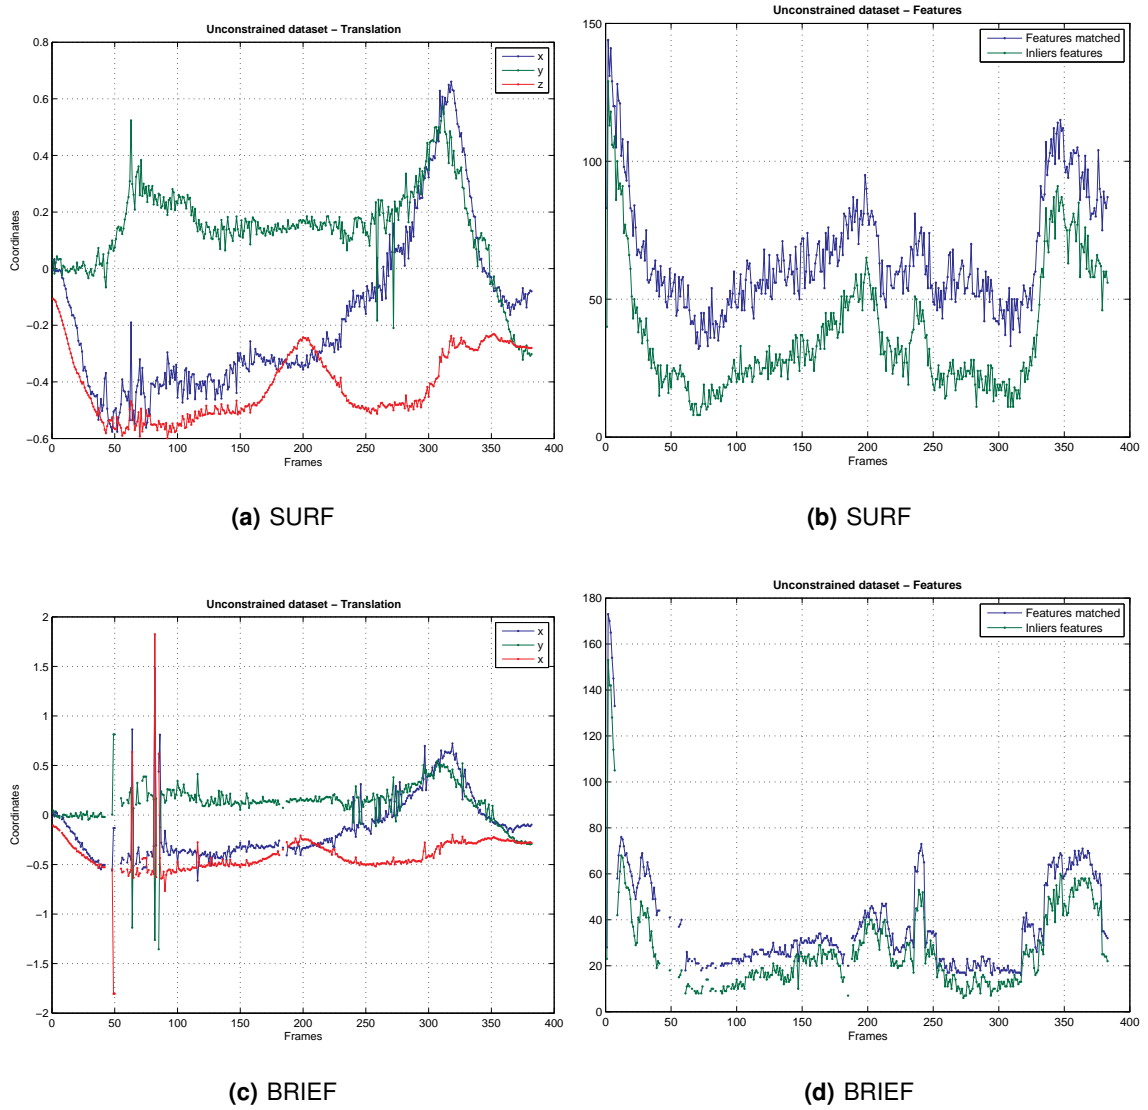 Unconstrained dataset – Translation
0.8
0.6
0.4
0.2
0
−0.2
−0.4
−0.6
Coordinates
x
y
z
0 50 100 150 200 250 300 350 400
Frames
(a) SURF
Unconstrained dataset – Features
150
100
50
0
Features matched
Inliers features
0 50 100 150 200 250 300 350 400
Frames
(b) SURF
Unconstrained dataset – Translation
2
1.5
1
0.5
0
−0.5
−1
−1.5
−2
Coordinates
x
y
x
0 50 100 150 200 250 300 350 400
Frames
(c) BRIEF
Unconstrained dataset – Features
180
160
140
120
100
80
60
40
20
0
Features matched
Inliers features
0 50 100 150 200 250 300 350 400
Frames
(d) BRIEF